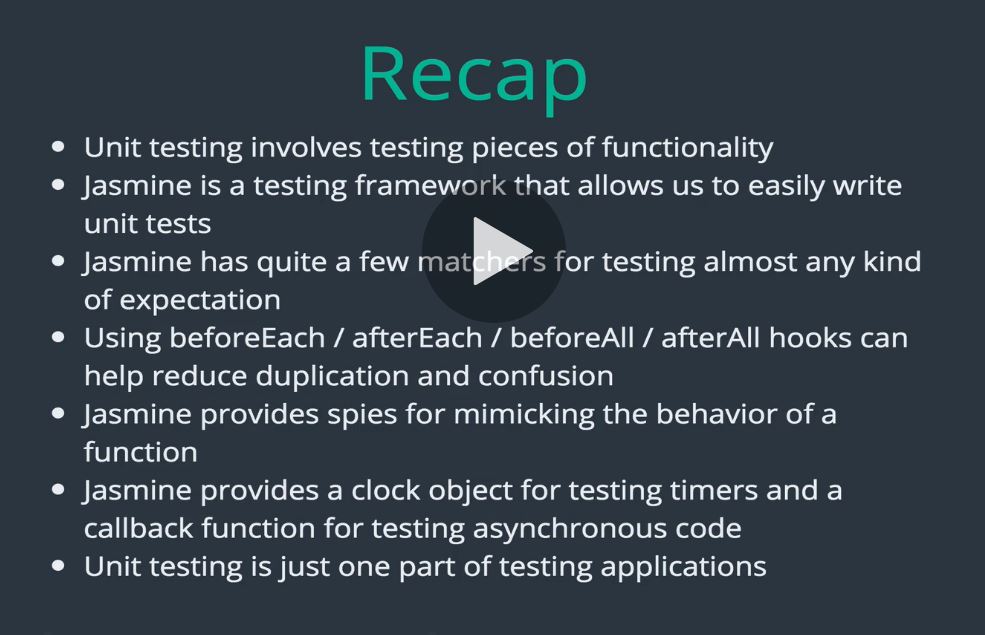 Recap
Unit testing involves testing pieces of functionality
Jasmine is a testing framework that allows us to easily write
unit tests
Jasmine has quite a few matchers for testing almost any kind
of expectation
Using beforeEach / afterEach / beforeAll / afterAll hooks can
help reduce duplication and confusion
Jasmine provides spies for mimicking the behavior of a
function
Jasmine provides a clock object for testing timers and a
callback function for testing asynchronous code
Unit testing is just one part of testing applications